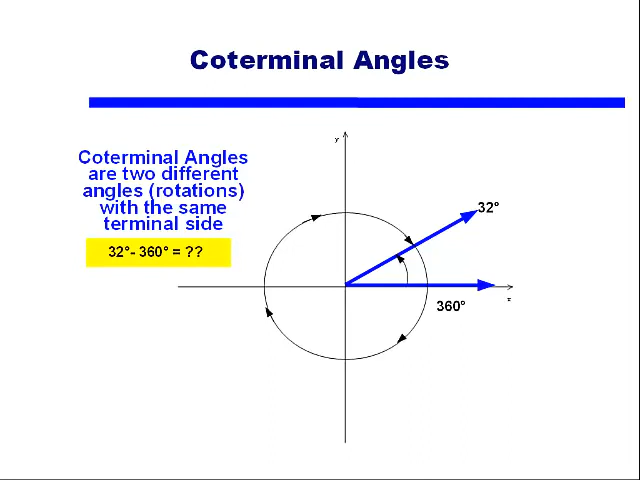 Coterminal Angles
y
Coterminal Angles
are two different
angles (rotations)
with the same
terminal side
32°- 360° = ??
32°
360°
x